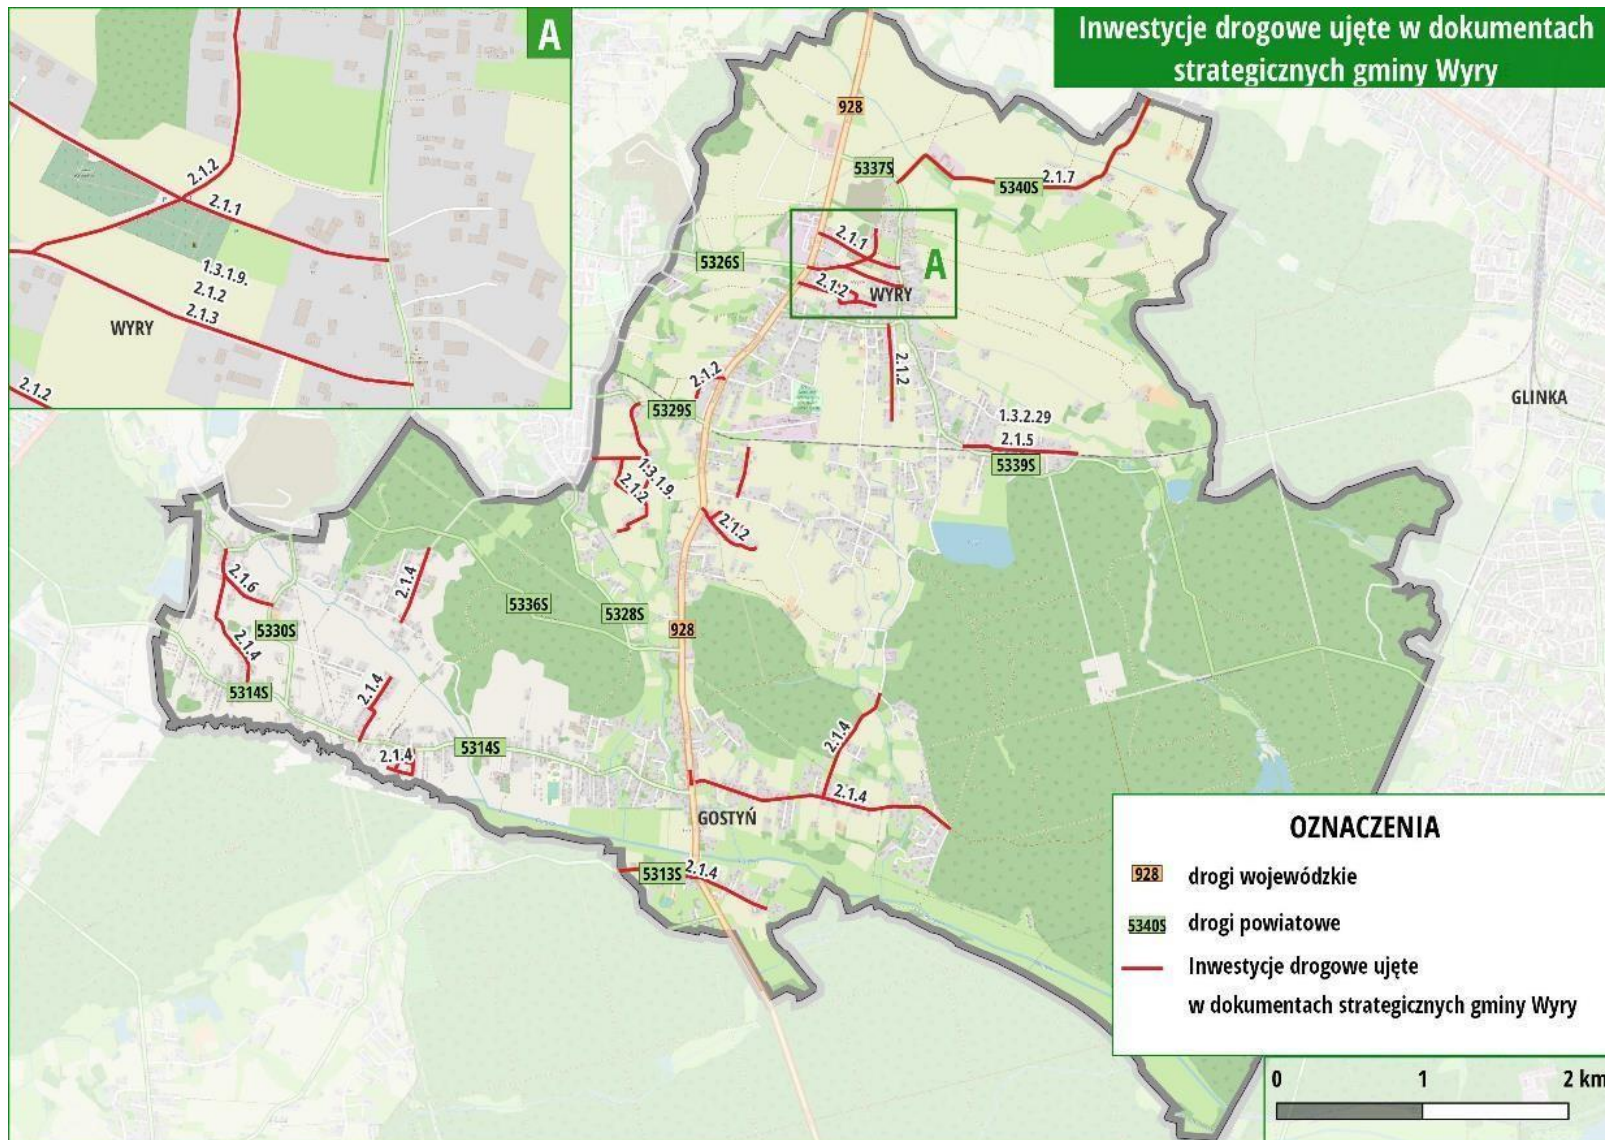 A
Inwestycje drogowe ujęte w dokumentach
strategicznych gminy Wyry
2.1.2
2.1.1
1.3.1.9.
2.1.2
2.1.3
WYRY
2.1.2
928
5337S
5340S
2.1.7
2.1.1
5326S
A
2.1.2
WYRY
2.1.2
2.1.2
5329S
GLINKA
1.3.2.29
2.1.5
5339S
1.3.1.9.
2.1.2
2.1.2
2.1.4
2.1.6
5336S
5328S
5330S
928
2.1.4
5314S
2.1.4
2.1.4
5314S
2.1.4
2.1.4
GOSTYŃ
5313S
2.1.4
OZNACZENIA
928 drogi wojewódzkie
5340S drogi powiatowe
Inwestycje drogowe ujęte
w dokumentach strategicznych gminy Wyry
0 1 2 km